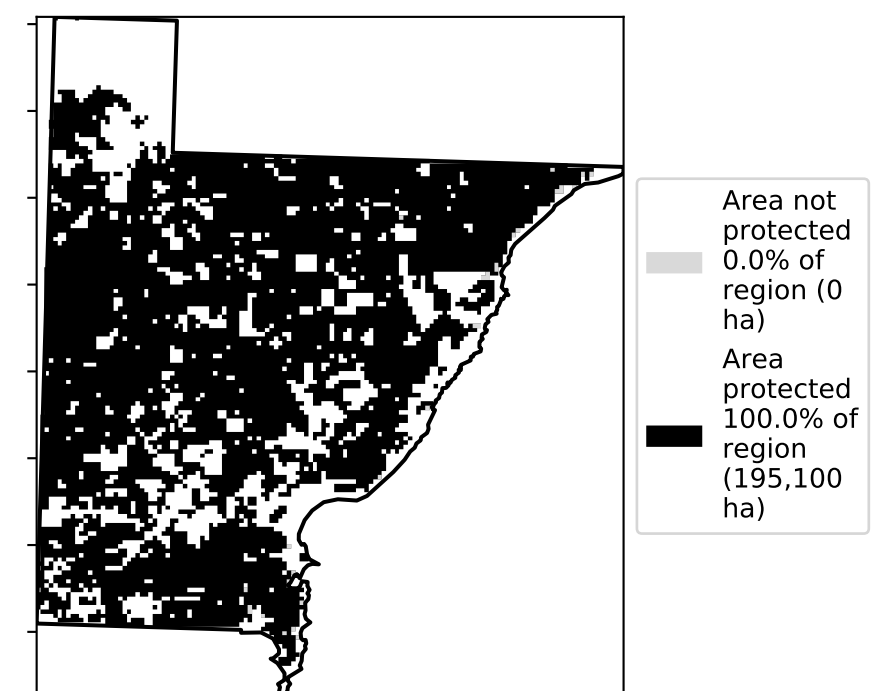 Area not
protected
0.0% of
region (0
ha)
Area
protected
100.0% of
region
(195,100
ha)